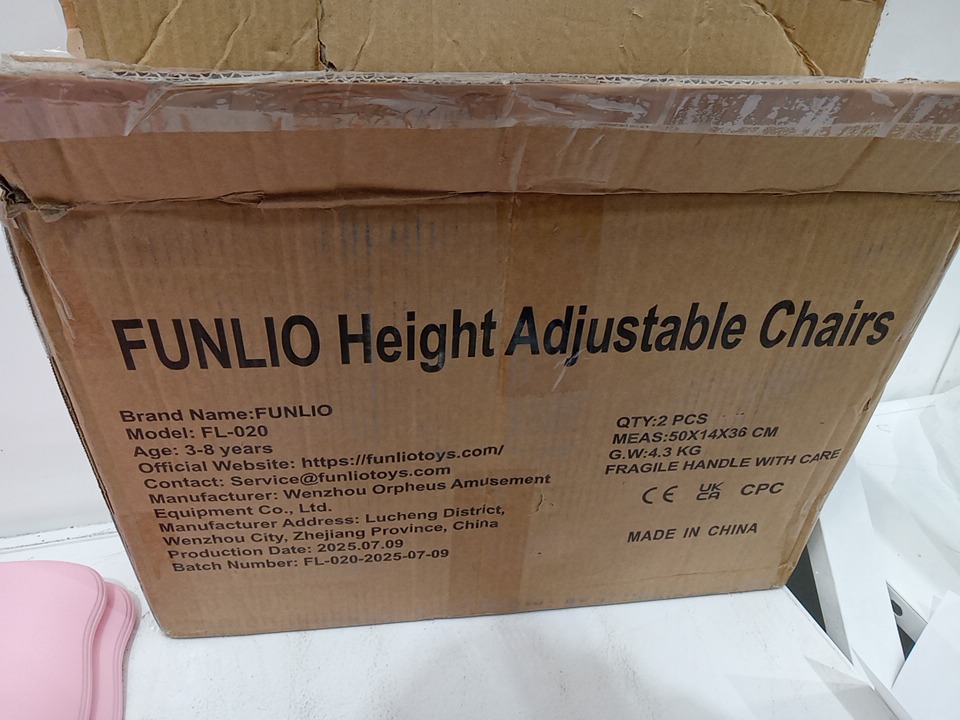 FUNLIO Height Adjustable Chairs
Brand Name:FUNLIO
Model: FL-020
Age: 3-8 years
Official Website: https://funliotoys.com/
Contact: Service@funliotoys.com
Manufacturer: Wenzhou Orpheus Amusement
Equipment Co., Ltd.
Manufacturer Address: Lucheng District,
Wenzhou City, Zhejiang Province, China
Production Date: 2025.07.09
Batch Number: FL-020-2025-07-09
QTY:2 PCS
MEAS:50X14X36 CM
G.W:4.3 KG
FRAGILE HANDLE WITH CARE
CE UK CA CPC
MADE IN CHINA